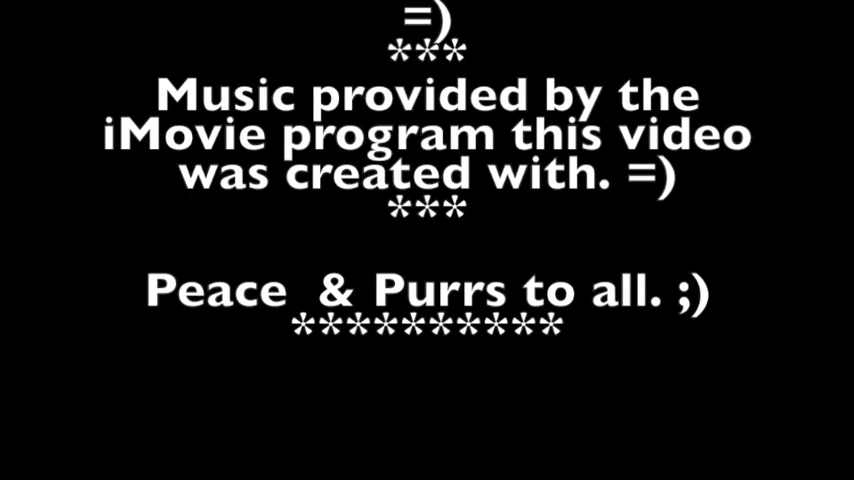 =)
***
Music provided by the
iMovie program this video
was created with. =)
***
Peace  & Purrs to all. ;)
**********